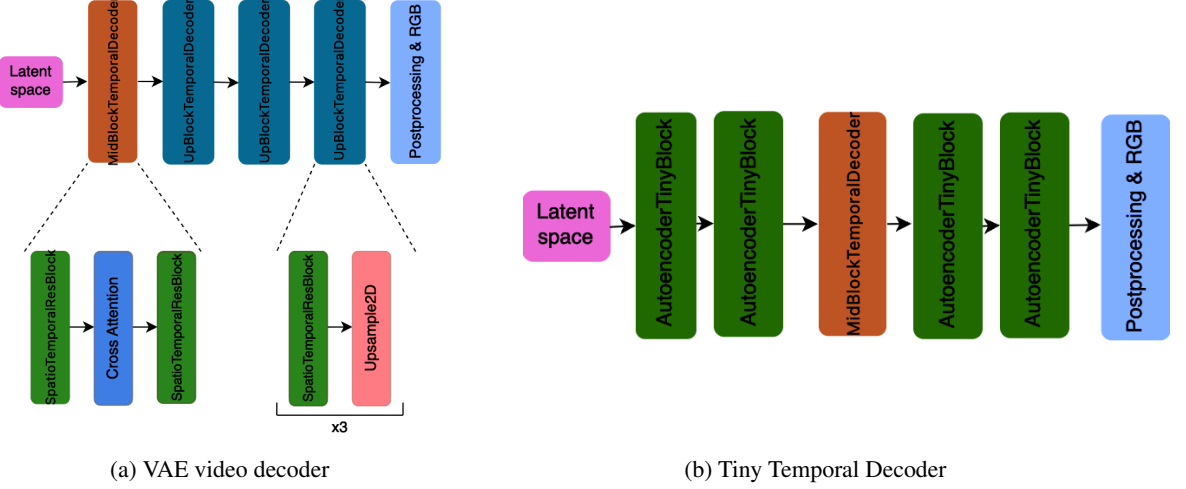 Latent
space
MidBlockTemporalDecoder
UpBlockTemporalDecoder
UpBlockTemporalDecoder
UpBlockTemporalDecoder
Postprocessing & RGB
SpatioTemporalResBlock
Cross Attention
SpatioTemporalResBlock
SpatioTemporalResBlock
Upsample2D
x3
(a) VAE video decoder
Latent
space
AutoencoderTinyBlock
AutoencoderTinyBlock
MidBlockTemporalDecoder
AutoencoderTinyBlock
AutoencoderTinyBlock
Postprocessing & RGB
(b) Tiny Temporal Decoder